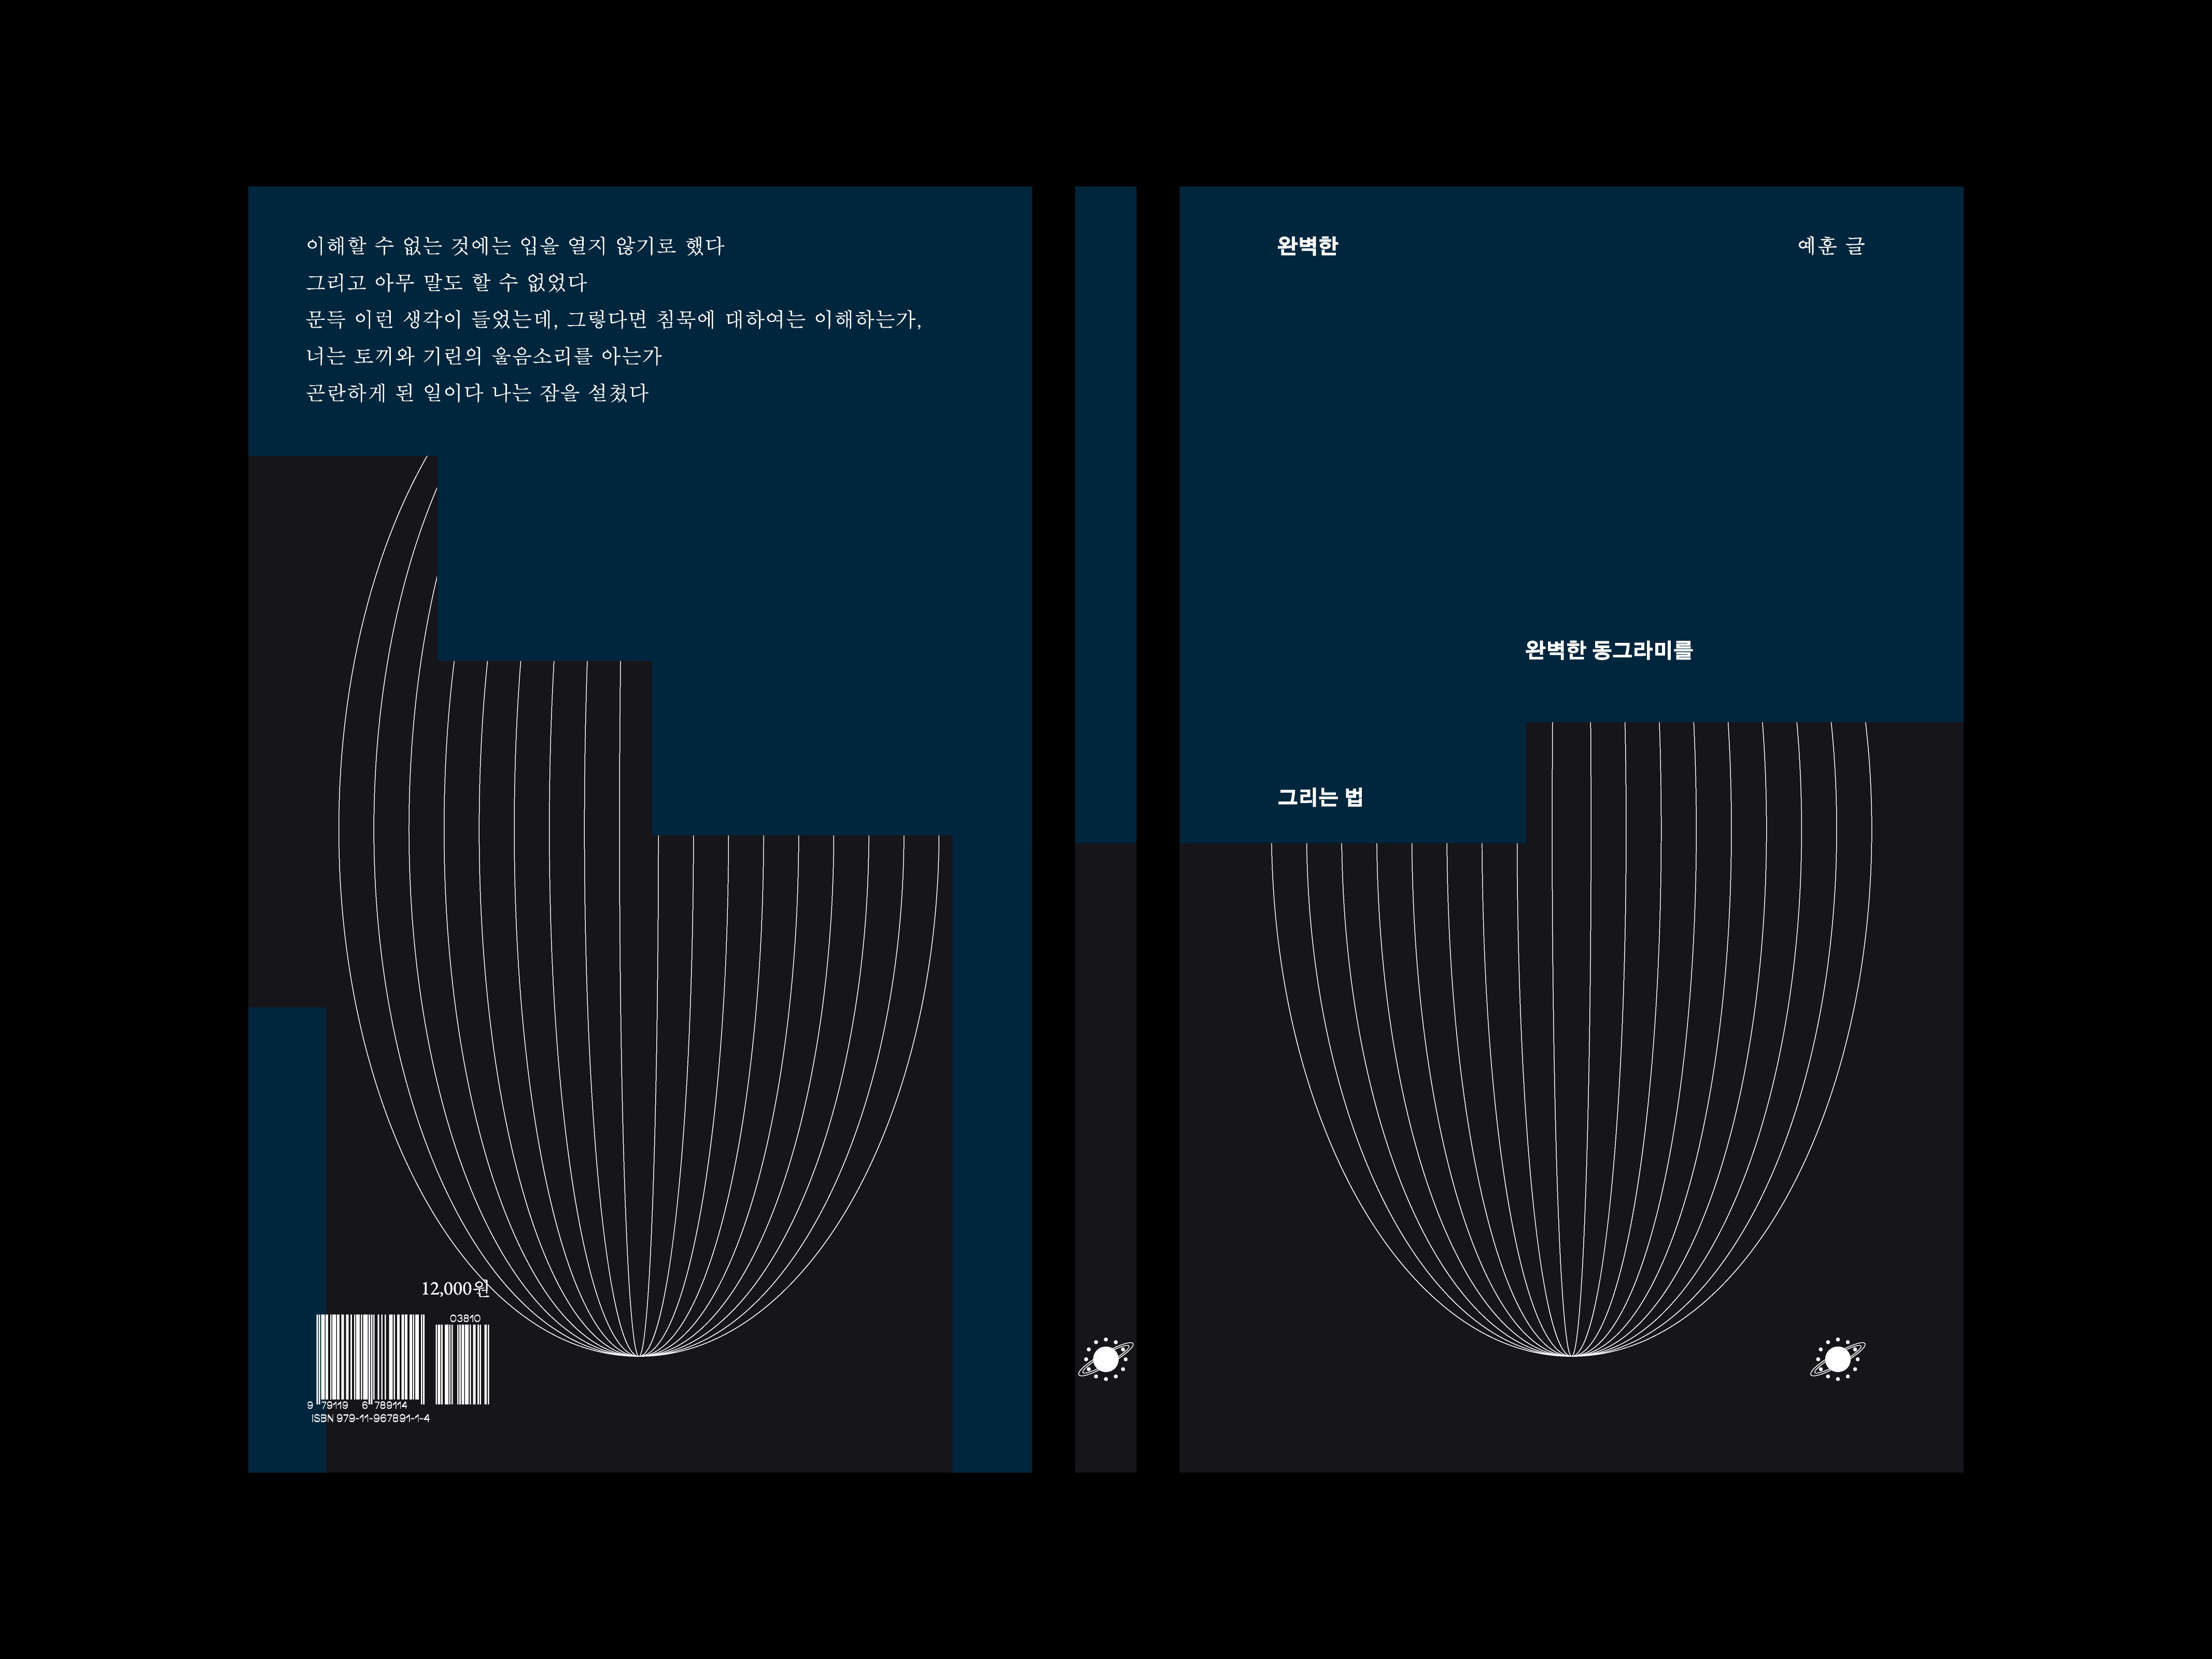 이해할 수 없는 것에는 입을 열지 않기로 했다
그리고 아무 말도 할 수 없었다
문득 이런 생각이 들었는데, 그렇다면 침묵에 대하여는 이해하는가,
너는 토끼와 기린의 울음소리를 아는가
곤란하게 된 일이다 나는 잠을 설쳤다
12,000원
03810
9 79119 6 789114
ISBN 979-11-967891-1-4
완벽한
예훈 글
완벽한 동그라미를
그리는 법